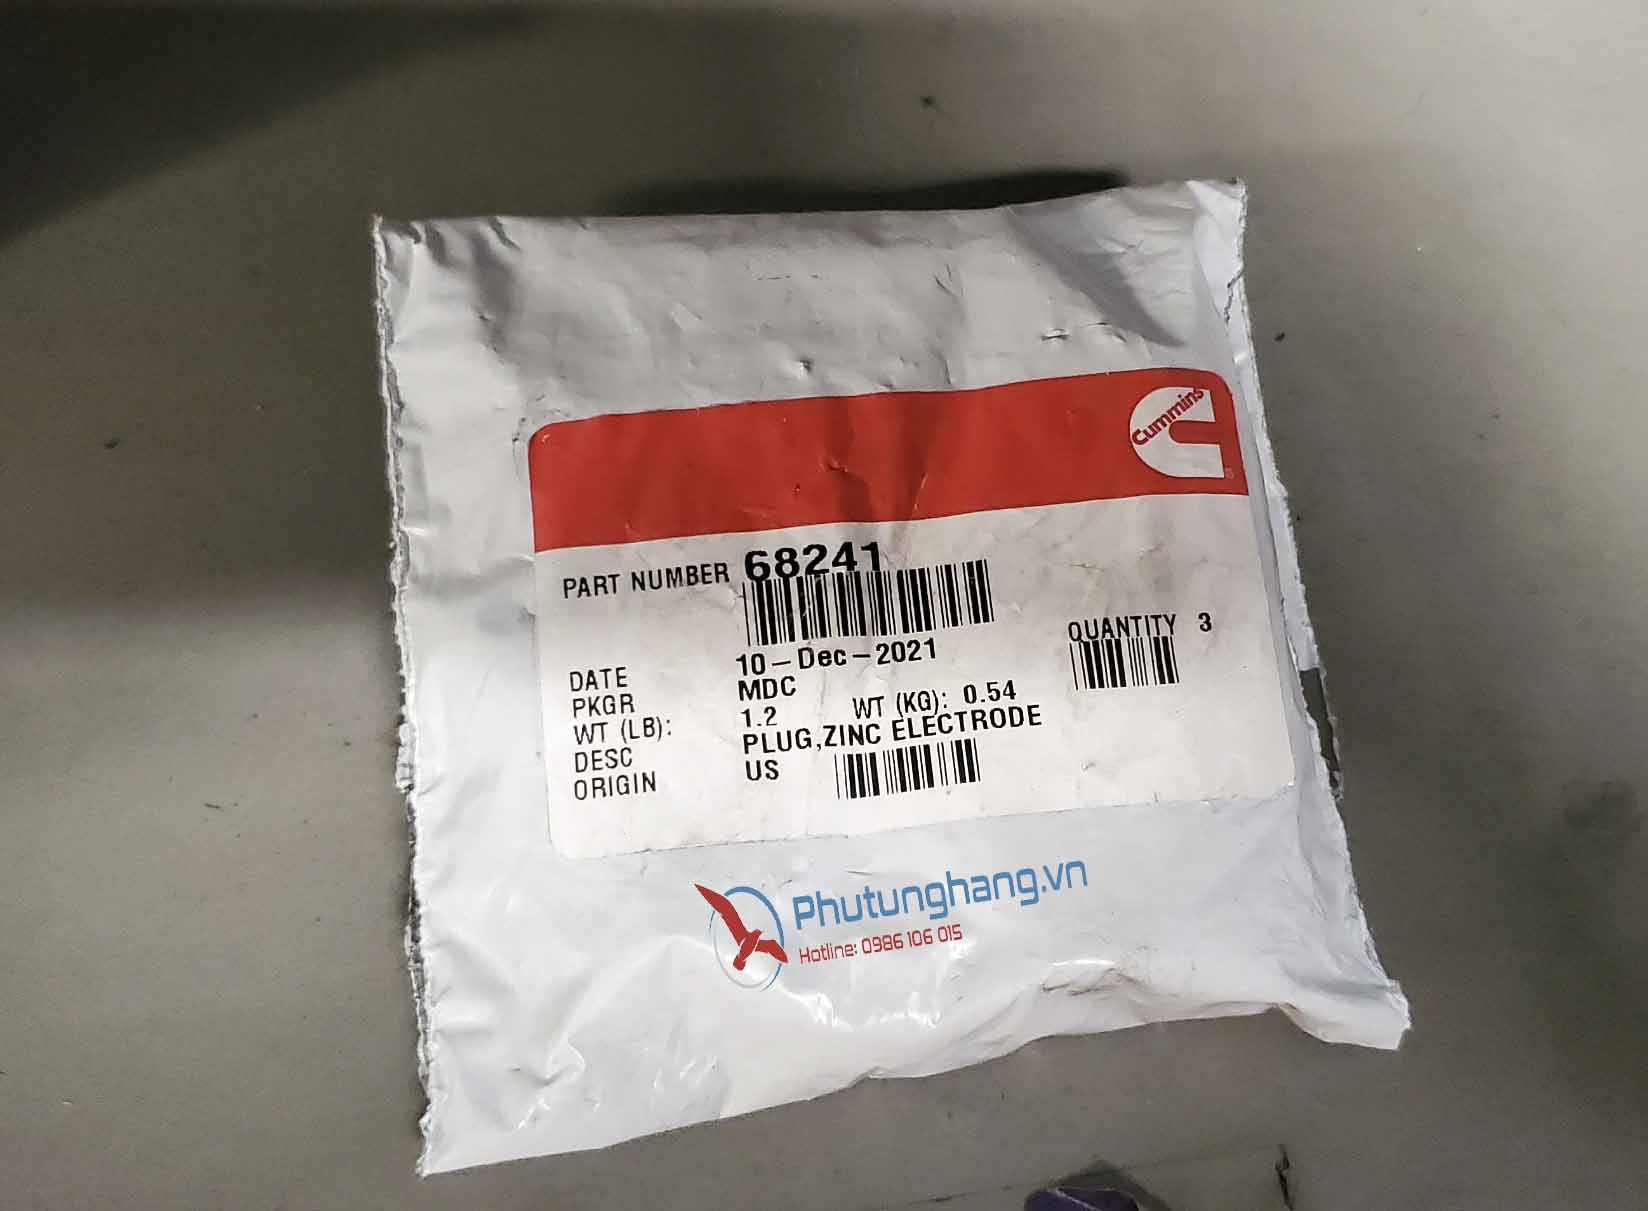 Cummins
PART NUMBER 68241
QUANTITY 3
DATE 10-Dec-2021
PKGR MDC
WT (LB): 1.2 WT (KG): 0.54
DESC PLUG,ZINC ELECTRODE
ORIGIN US
Phutunghang.vn
Hotline: 0986 106 015